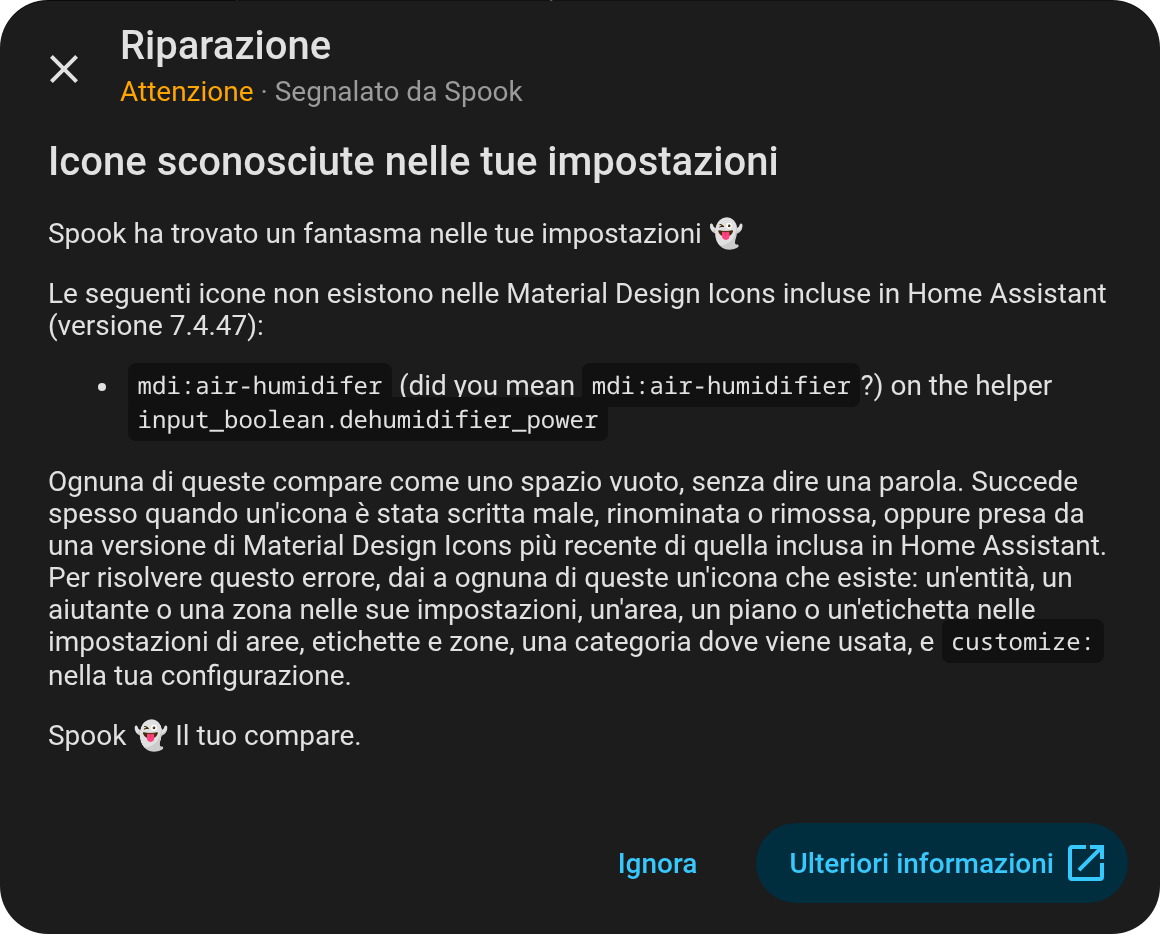 Riparazione
Attenzione · Segnalato da Spook
Icone sconosciute nelle tue impostazioni
Spook ha trovato un fantasma nelle tue impostazioni 👻
Le seguenti icone non esistono nelle Material Design Icons incluse in Home Assistant
(versione 7.4.47):
• mdi:air-humidifer (did you mean mdi:air-humidifier?) on the helper
input_boolean.dehumidifier_power
Ognuna di queste compare come uno spazio vuoto, senza dire una parola. Succede
spesso quando un'icona è stata scritta male, rinominata o rimossa, oppure presa da
una versione di Material Design Icons più recente di quella inclusa in Home Assistant.
Per risolvere questo errore, dai a ognuna di queste un'icona che esiste: un'entità, un
aiutante o una zona nelle sue impostazioni, un'area, un piano o un'etichetta nelle
impostazioni di aree, etichette e zone, una categoria dove viene usata, e customize:
nella tua configurazione.
Spook 👻 Il tuo compare.
Ignora
Ulteriori informazioni